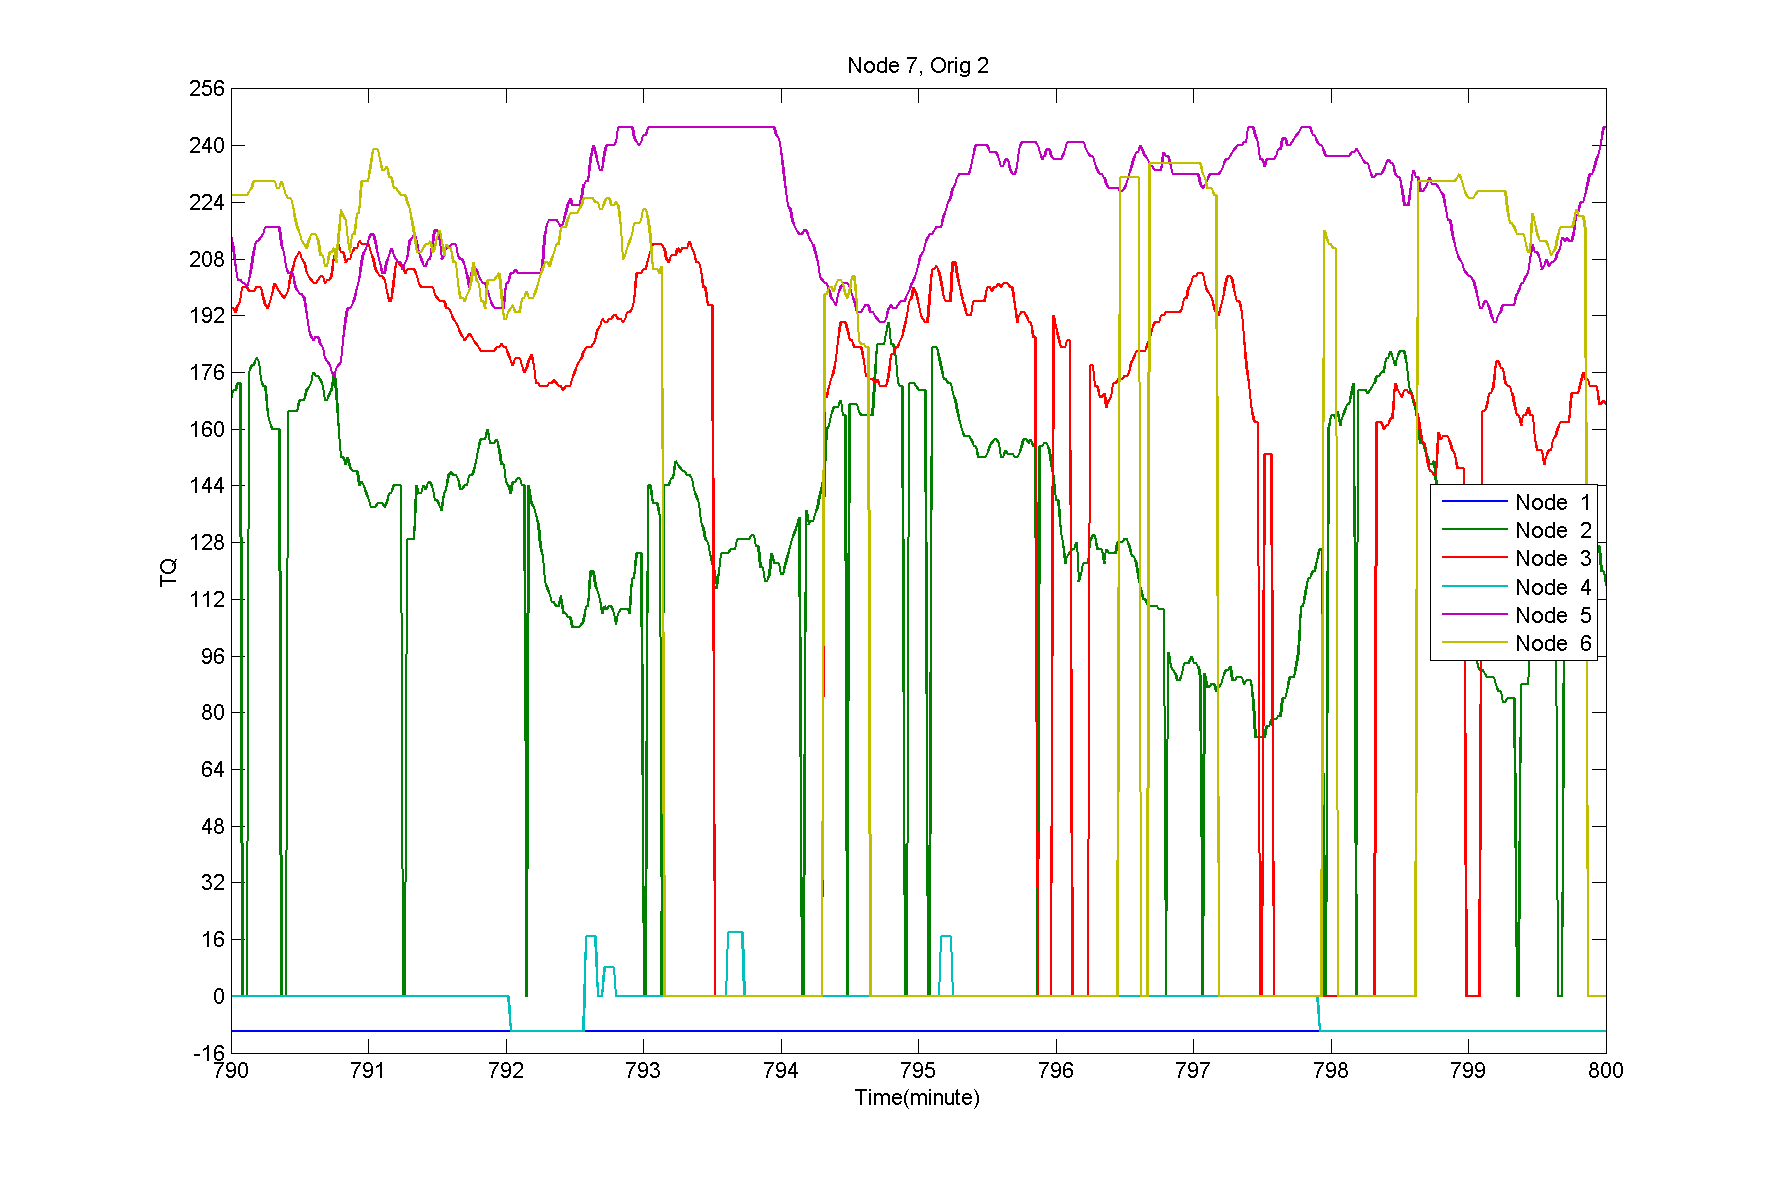 Node 7, Orig 2
256
240
224
208
192
176
160
144
128
112
96
80
64
48
32
16
0
-16
TQ
Node 1
Node 2
Node 3
Node 4
Node 5
Node 6
790 791 792 793 794 795 796 797 798 799 800
Time(minute)